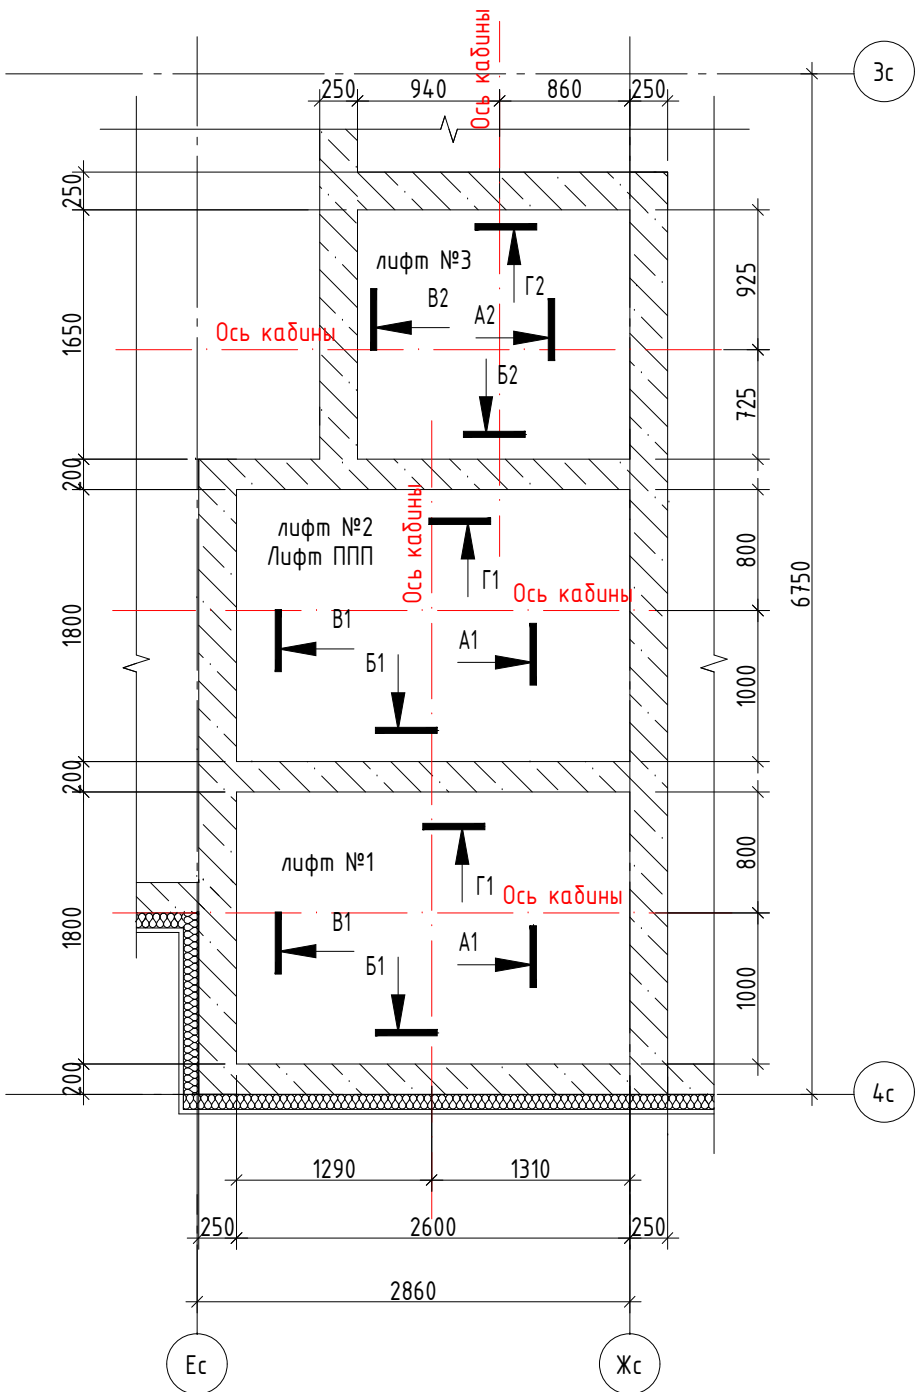 Ось кабины
3с
250
940
860
250
250
925
лифт №3
Г2
В2
А2
1650
Ось кабины
Б2
725
200
Ось кабины
лифт №2
Лифт ППП
800
Г1
Ось кабины
6750
1800
В1
Б1
А1
1000
200
800
лифт №1
Г1
Ось кабины
1800
В1
Б1
А1
1000
200
4с
1290
1310
250
2600
250
2860
Ес
Жс